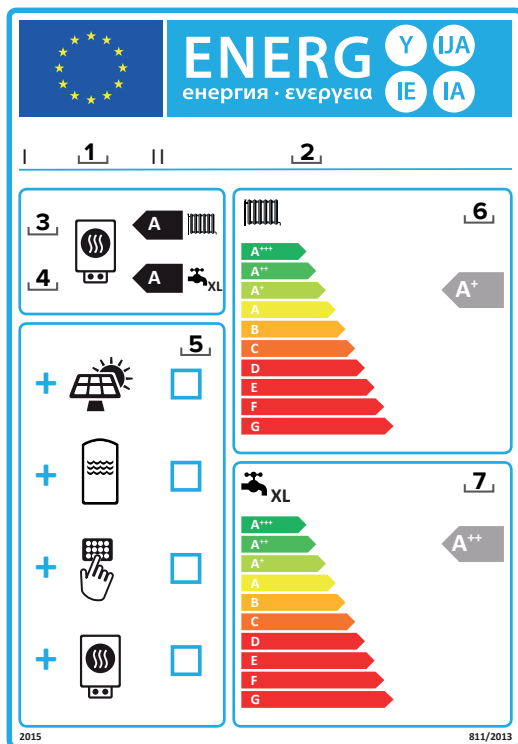 ENERG Y IJA
енергия · ενεργεια IE IA
I 1 II 2
3 A
4 A XL
5
+
+
+
+
6
A+++
A++
A+ A+
A
B
C
D
E
F
G
XL 7
A+++
A++ A++
A+
A
B
C
D
E
F
G
2015 811/2013